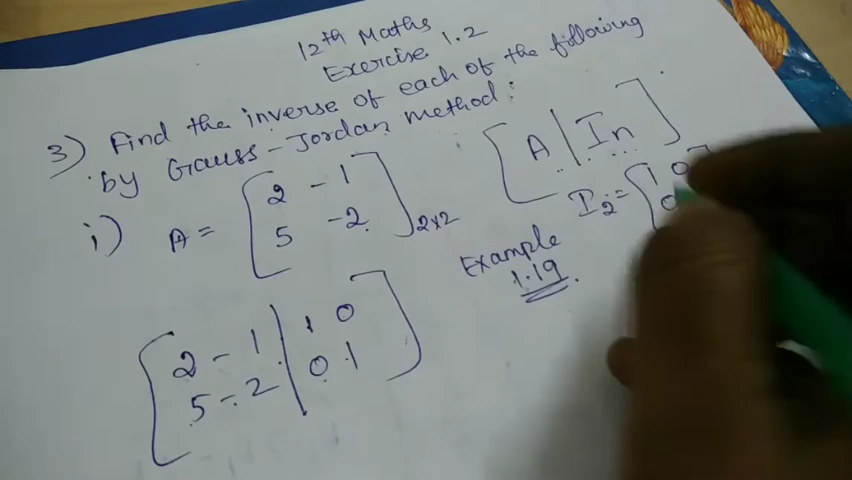 12th Maths
Exercise 1.2
3) Find the inverse of each of the following
by Gauss-Jordan method:
[A | In]
i) A = [2 -1
5 -2] 2x2
I2 = [1 0
0
Example
1.19.
[2 -1 | 1 0
5 -2 | 0 1]